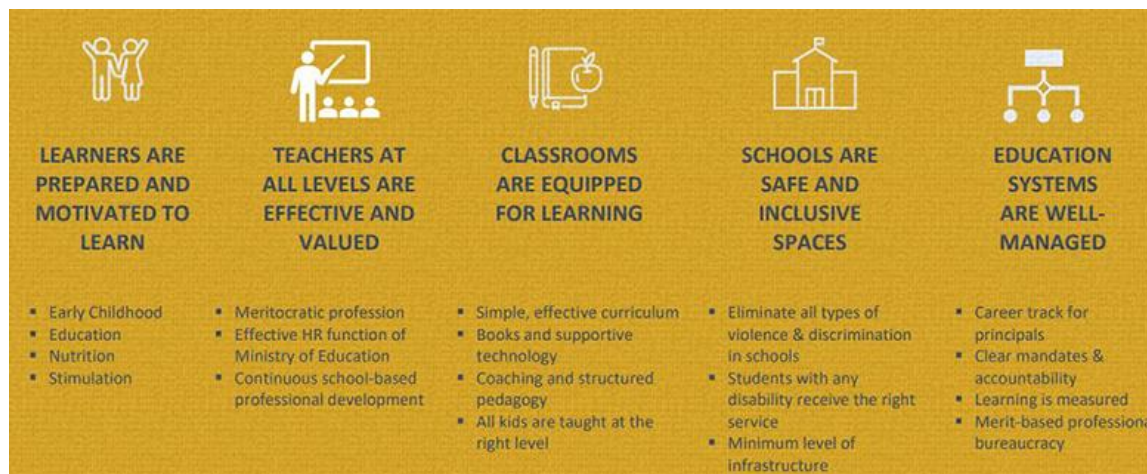 LEARNERS ARE
PREPARED AND
MOTIVATED TO
LEARN
▪ Early Childhood
▪ Education
▪ Nutrition
▪ Stimulation
TEACHERS AT
ALL LEVELS ARE
EFFECTIVE AND
VALUED
▪ Meritocratic profession
▪ Effective HR function of
Ministry of Education
▪ Continuous school-based
professional development
CLASSROOMS
ARE EQUIPPED
FOR LEARNING
▪ Simple, effective curriculum
▪ Books and supportive
technology
▪ Coaching and structured
pedagogy
▪ All kids are taught at the
right level
SCHOOLS ARE
SAFE AND
INCLUSIVE
SPACES
▪ Eliminate all types of
violence & discrimination
in schools
▪ Students with any
disability receive the right
service
▪ Minimum level of
infrastructure
EDUCATION
SYSTEMS
ARE WELL-
MANAGED
▪ Career track for
principals
▪ Clear mandates &
accountability
▪ Learning is measured
▪ Merit-based professiona
bureaucracy